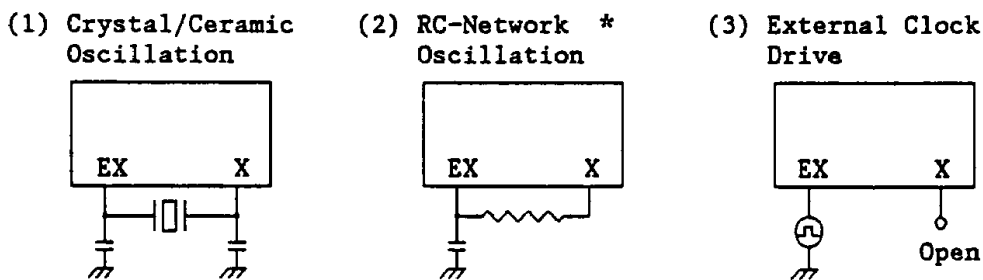 (1) Crystal/Ceramic Oscillation
(2) RC-Network * Oscillation
(3) External Clock Drive
EX X
EX X
EX X
Open